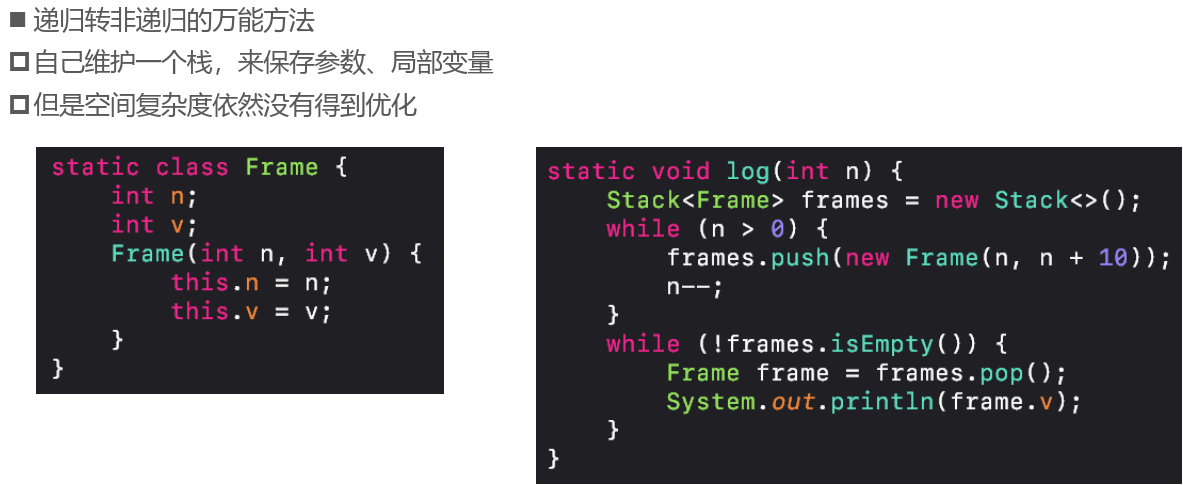 ■ 递归转非递归的万能方法
自己维护一个栈，来保存参数、局部变量
但是空间复杂度依然没有得到优化
static class Frame {
    int n;
    int v;
    Frame(int n, int v) {
        this.n = n;
        this.v = v;
    }
}
static void log(int n) {
    Stack<Frame> frames = new Stack<>();
    while (n > 0) {
        frames.push(new Frame(n, n + 10));
        n--;
    }
    while (!frames.isEmpty()) {
        Frame frame = frames.pop();
        System.out.println(frame.v);
    }
}